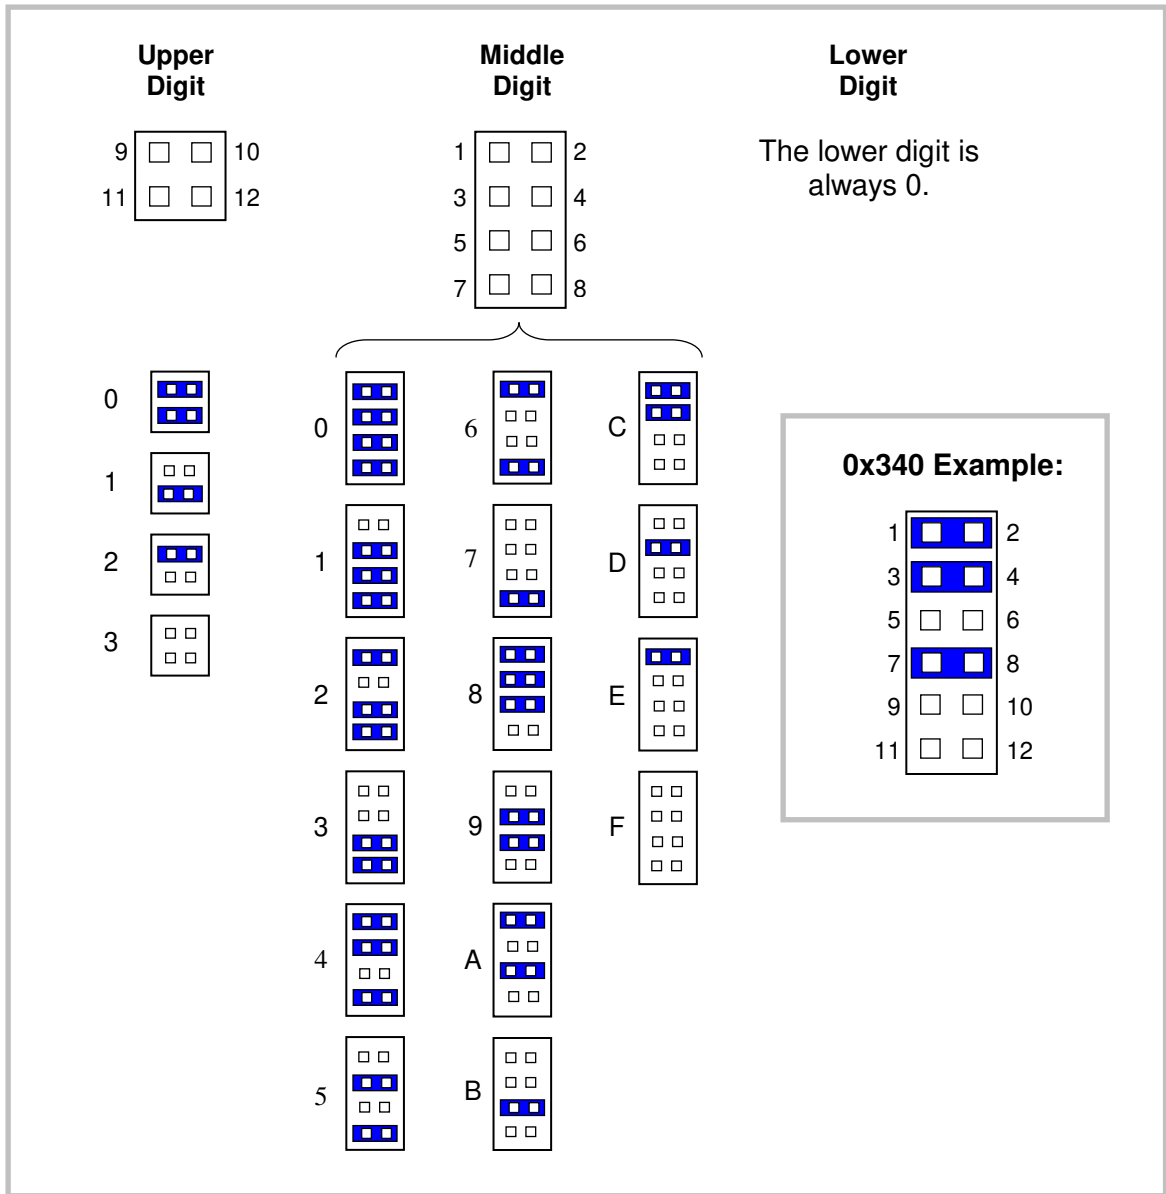 Upper
Digit
Middle
Digit
Lower
Digit
9 10
11 12
1 2
3 4
5 6
7 8
The lower digit is
always 0.
0
1
2
3
0
1
2
3
4
5
6
7
8
9
A
B
C
D
E
F
0x340 Example:
1 2
3 4
5 6
7 8
9 10
11 12